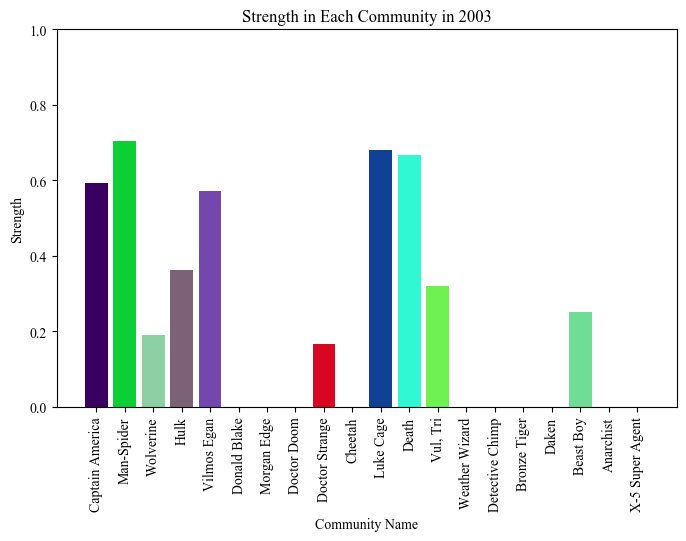 Strength in Each Community in 2003
1.0
0.8
0.6
0.4
0.2
0.0
Strength
Captain America
Man-Spider
Wolverine
Hulk
Vilmos Egan
Donald Blake
Morgan Edge
Doctor Doom
Doctor Strange
Cheetah
Luke Cage
Death
Vul, Tri
Weather Wizard
Detective Chimp
Bronze Tiger
Daken
Beast Boy
Anarchist
X-5 Super Agent
Community Name